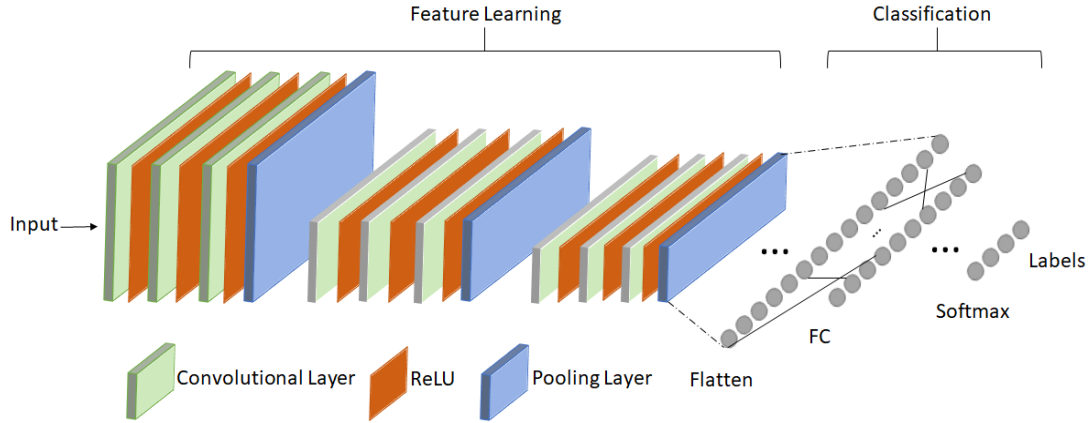 Feature Learning
Classification
Input
...
...
...
Labels
Softmax
FC
Flatten
Convolutional Layer
ReLU
Pooling Layer